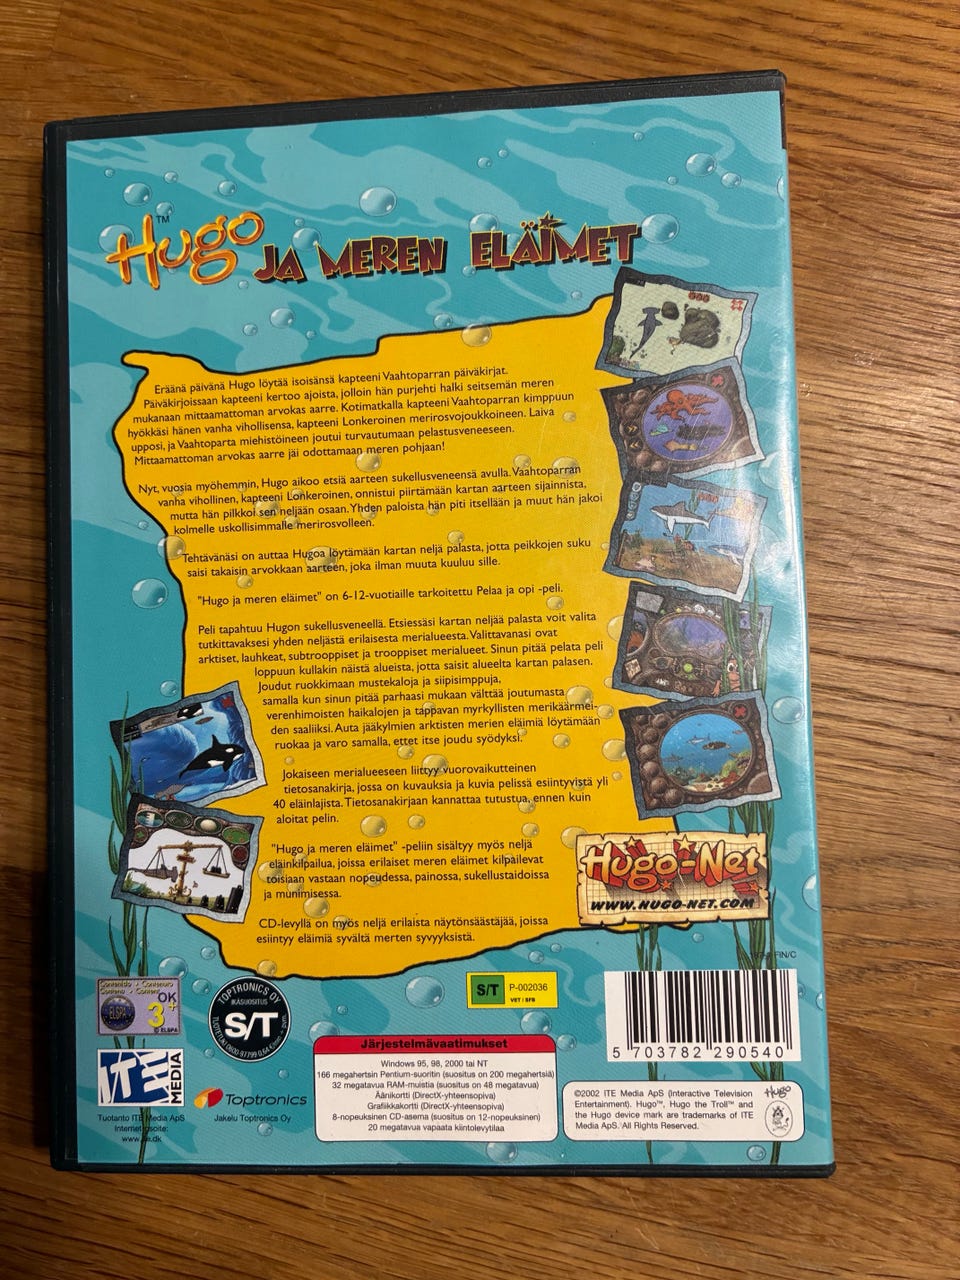 Hugo™ JA MEREN ELÄIMET
Eräänä päivänä Hugo löytää isoisänsä kapteeni Vaahtoparran päiväkirjat.
Päiväkirjoissaan kapteeni kertoo ajoista, jolloin hän purjehti halki seitsemän meren
mukanaan mittaamattoman arvokas aarre. Kotimatkalla kapteeni Vaahtoparran kimppuun
hyökkäsi hänen vanha vihollisensa, kapteeni Lonkeroinen merirosvojoukkoineen. Laiva
upposi, ja Vaahtoparta miehistöineen joutui turvautumaan pelastusveneeseen.
Mittaamattoman arvokas aarre jäi odottamaan meren pohjaan!
Nyt, vuosia myöhemmin, Hugo aikoo etsiä aarteen sukellusveneensä avulla. Vaahtoparran
vanha vihollinen, kapteeni Lonkeroinen, onnistui piirtämään kartan aarteen sijainnista,
mutta hän pilkkoi sen neljään osaan. Yhden paloista hän piti itsellään ja muut hän jakoi
kolmelle uskollisimmalle merirosvolleen.
Tehtävänäsi on auttaa Hugoa löytämään kartan neljä palasta, jotta peikkojen suku
saisi takaisin arvokkaan aarteen, joka ilman muuta kuuluu sille.
"Hugo ja meren eläimet" on 6-12-vuotiaille tarkoitettu Pelaa ja opi -peli.
Peli tapahtuu Hugon sukellusveneellä. Etsiessäsi kartan neljää palasta voit valita
tutkittavaksesi yhden neljästä erilaisesta merialueesta. Valittavanasi ovat
arktiset, lauhkeat, subtrooppiset ja trooppiset merialueet. Sinun pitää pelata peli
loppuun kullakin näistä alueista, jotta saisit alueelta kartan palasen.
Joudut ruokkimaan mustekaloja ja siipisimppuja,
samalla kun sinun pitää parhaasi mukaan välttää joutumasta
verenhimoisten haikalojen ja tappavan myrkyllisten merikäärmei-
den saaliiksi. Auta jääkylmien arktisten merien eläimiä löytämään
ruokaa ja varo samalla, ettet itse joudu syödyksi.
Jokaiseen merialueeseen liittyy vuorovaikutteinen
tietosanakirja, jossa on kuvauksia ja kuvia pelissä esiintyvistä yli
40 eläinlajista. Tietosanakirjaan kannattaa tutustua, ennen kuin
aloitat pelin.
"Hugo ja meren eläimet" -peliin sisältyy myös neljä
eläinkilpailua, joissa erilaiset meren eläimet kilpailevat
toisiaan vastaan nopeudessa, painossa, sukellustaidoissa
ja munimisessa.
CD-levyllä on myös neljä erilaista näytönsäästäjää, joissa
esiintyy eläimiä syvältä merten syvyyksistä.
Hugo-Net
WWW.HUGO-NET.COM
FIN/C
Contenido · Contenuto
Conteno · Content
ELSPA
OK
3+
© ELSPA
TOPTRONICS OY
IKÄSUOSITUS
S/T
S/T
P-002036
VET / SFB
5 703782 290540
ITE MEDIA
Tuotanto ITE Media ApS
Internet-osoite:
Toptronics
Jakelu Toptronics Oy
Järjestelmävaatimukset
Windows 95, 98, 2000 tai NT
166 megahertsin Pentium-suoritin (suositus on 200 megahertsiä)
32 megatavua RAM-muistia (suositus on 48 megatavua)
Äänikortti (DirectX-yhteensopiva)
Grafiikkakortti (DirectX-yhteensopiva)
8-nopeuksinen CD-asema (suositus on 12-nopeuksinen)
20 megatavua vapaata kiintolevytilaa
©2002 ITE Media ApS (Interactive Television
Entertainment). Hugo™, Hugo the Troll™ and
the Hugo device mark are trademarks of ITE
Media ApS. All Rights Reserved.
Hugo